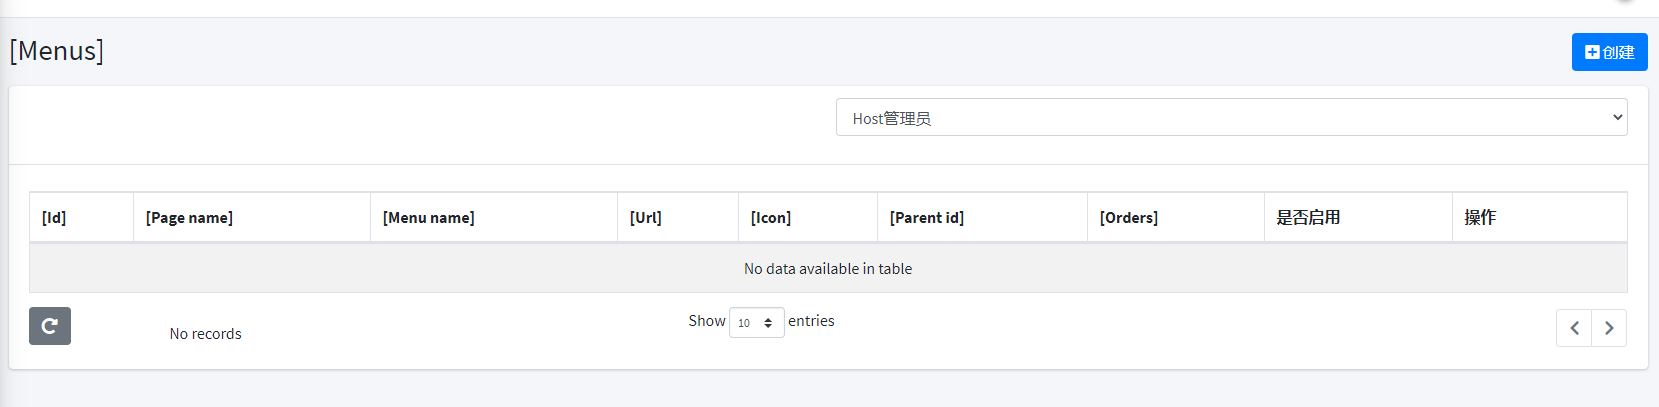 [Menus]
创建
Host管理员
[Id] [Page name] [Menu name] [Url] [Icon] [Parent id] [Orders] 是否启用 操作
No data available in table
No records Show 10 entries